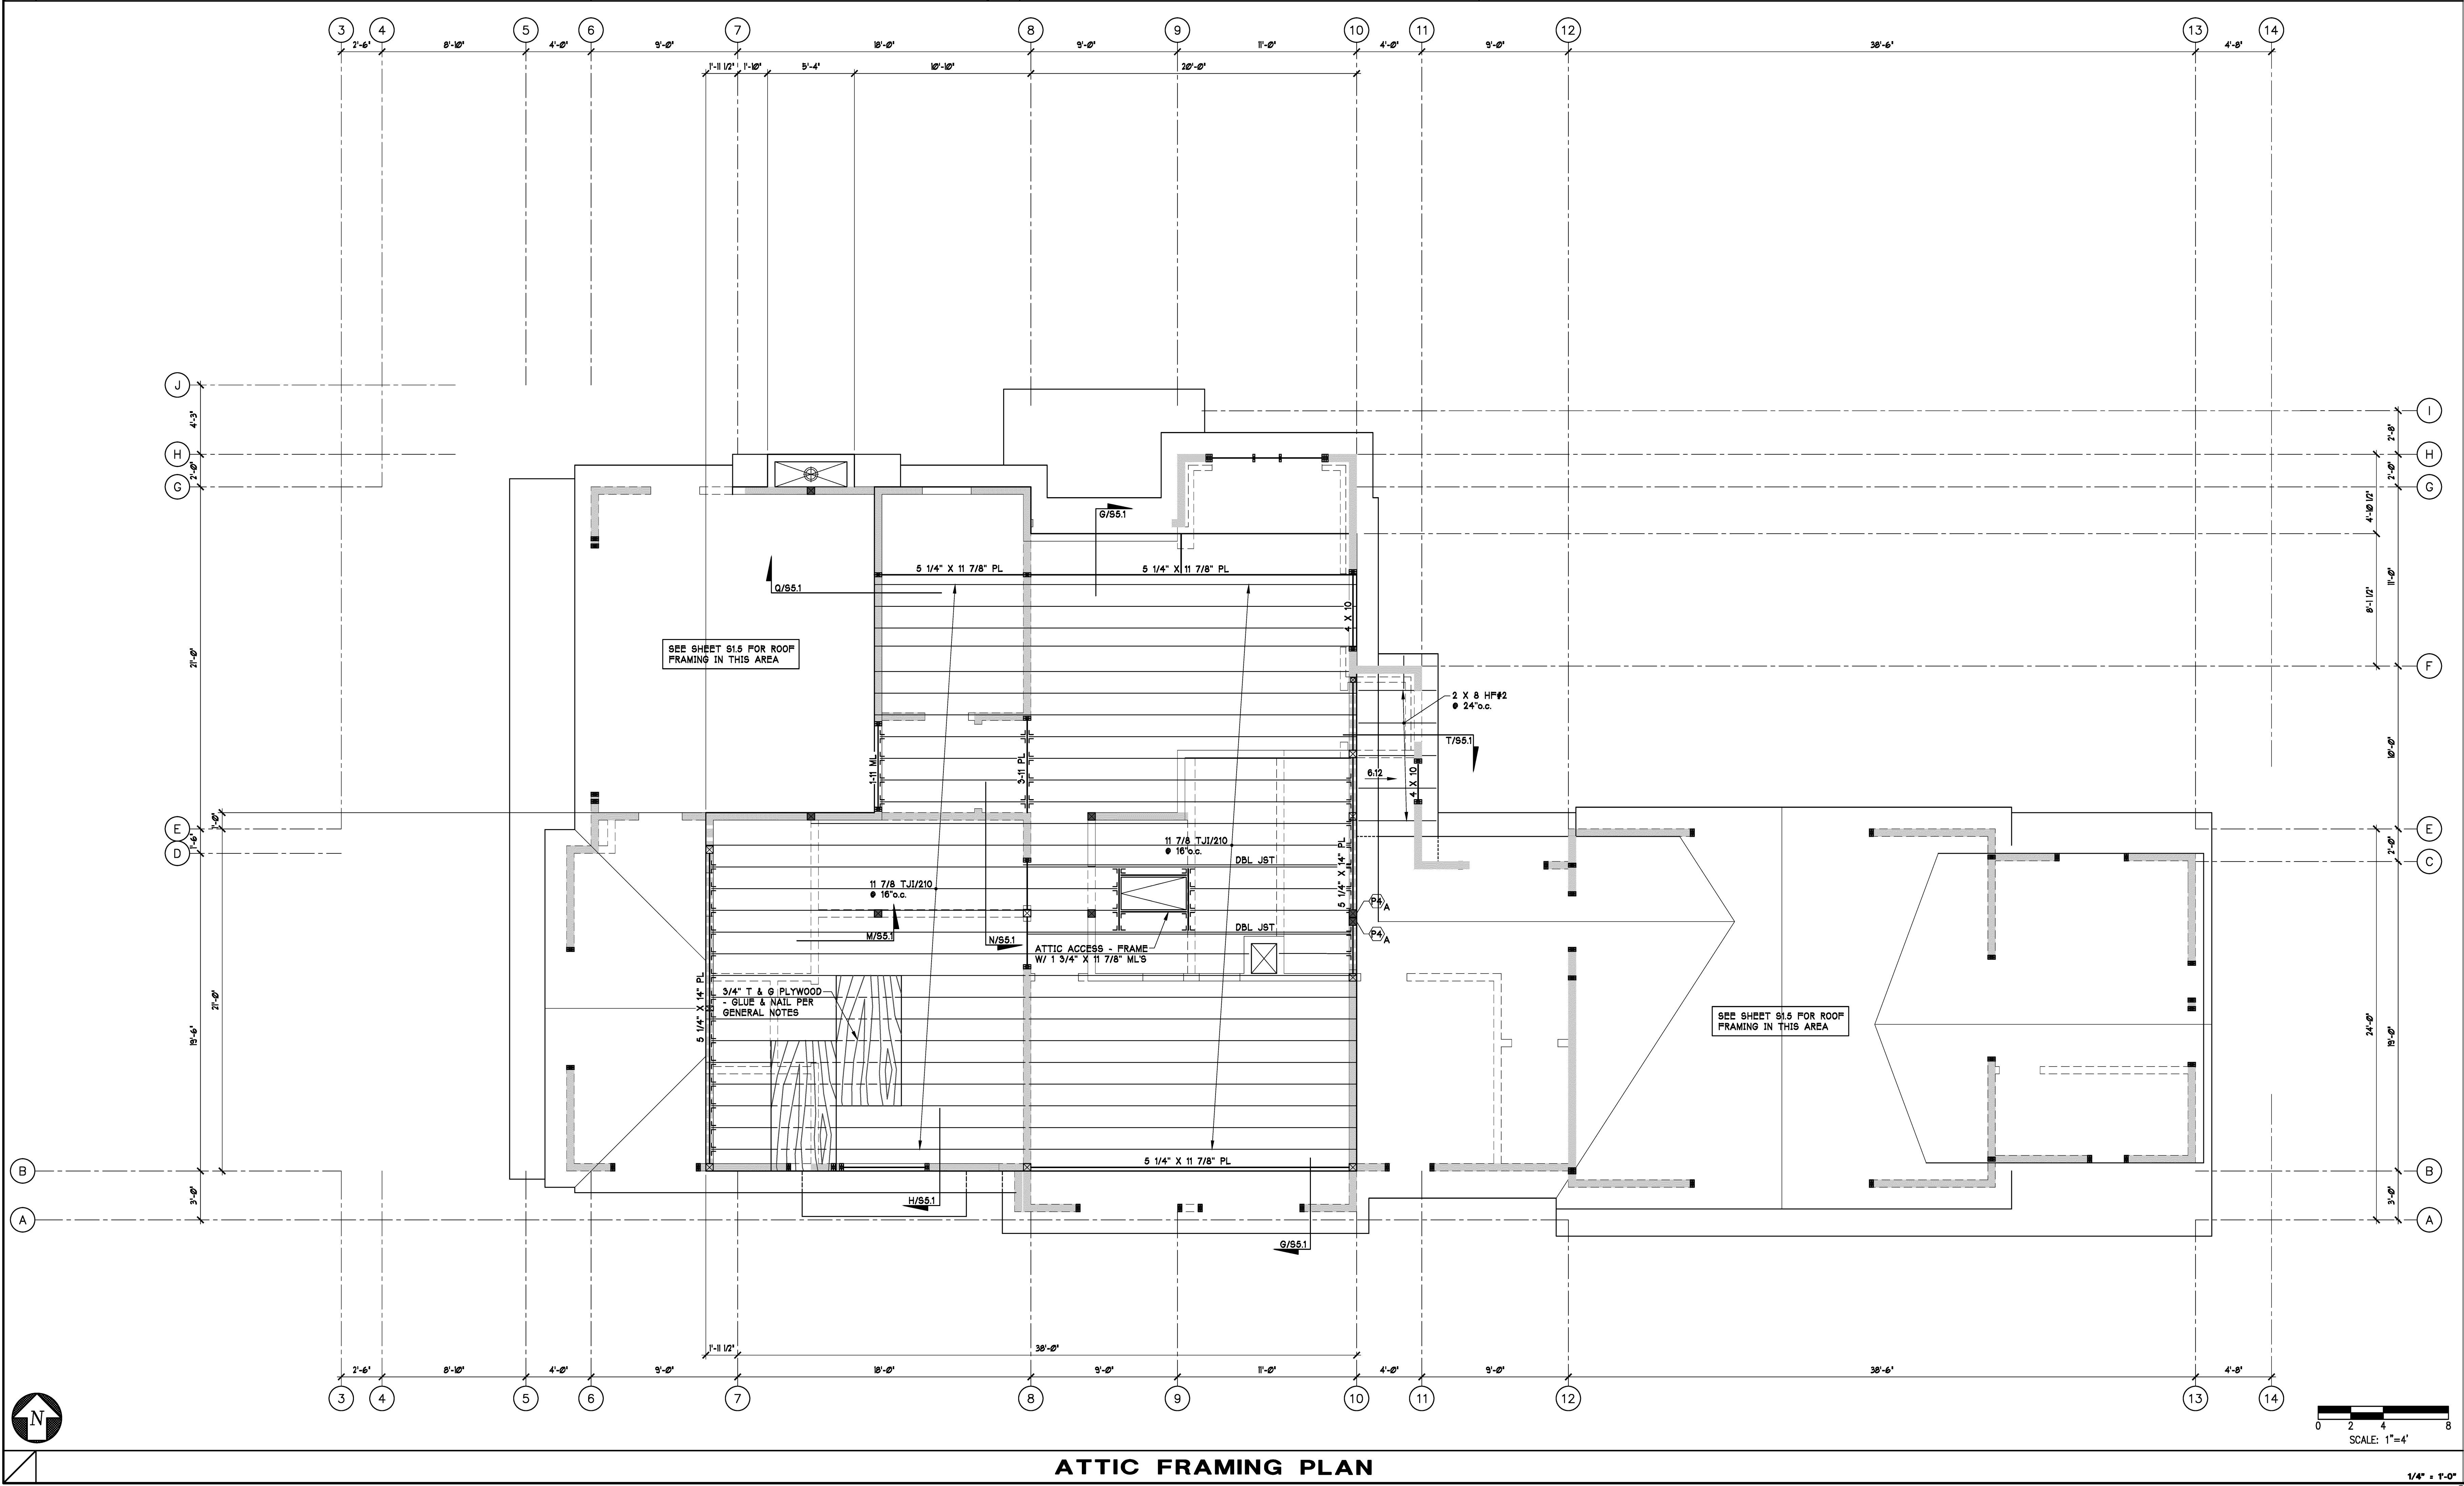 3 4 5 6 7 8 9 10 11 12 13 14
2'-6" 8'-10" 4'-0" 9'-0" 18'-0" 9'-0" 11'-0" 4'-0" 9'-0" 38'-6" 4'-8"
1'-11 1/2" 1'-10" 5'-4" 10'-10" 20'-0"
J
4'-3"
H
2'-0"
G
21'-0"
E
1'-0"
1'-6"
D
21'-0"
19'-6"
B
3'-0"
A
I
2'-8"
H
2'-0"
G
4'-10 1/2"
11'-0"
8'-1 1/2"
F
10'-0"
E
2'-0"
C
24'-0"
19'-0"
B
3'-0"
A
G/S5.1
5 1/4" X 11 7/8" PL
5 1/4" X 11 7/8" PL
Q/S5.1
4 X 10
SEE SHEET S1.5 FOR ROOF
FRAMING IN THIS AREA
2 X 8 HF#2
@ 24"o.c.
T/S5.1
1-11 ML
3-11 PL
6:12
4 X 10
11 7/8 TJI/210
@ 16"o.c.
DBL JST
5 1/4" X 14" PL
11 7/8 TJI/210
@ 16"o.c.
P4
A
DBL JST
P4
A
M/S5.1
N/S5.1
ATTIC ACCESS - FRAME
W/ 1 3/4" X 11 7/8" ML'S
3/4" T & G PLYWOOD
- GLUE & NAIL PER
GENERAL NOTES
5 1/4" X 14" PL
SEE SHEET S1.5 FOR ROOF
FRAMING IN THIS AREA
5 1/4" X 11 7/8" PL
H/S5.1
G/S5.1
1'-11 1/2" 38'-0"
2'-6" 8'-10" 4'-0" 9'-0" 18'-0" 9'-0" 11'-0" 4'-0" 9'-0" 38'-6" 4'-8"
3 4 5 6 7 8 9 10 11 12 13 14
N
0 2 4 8
SCALE: 1"=4'
ATTIC FRAMING PLAN
1/4" = 1'-0"